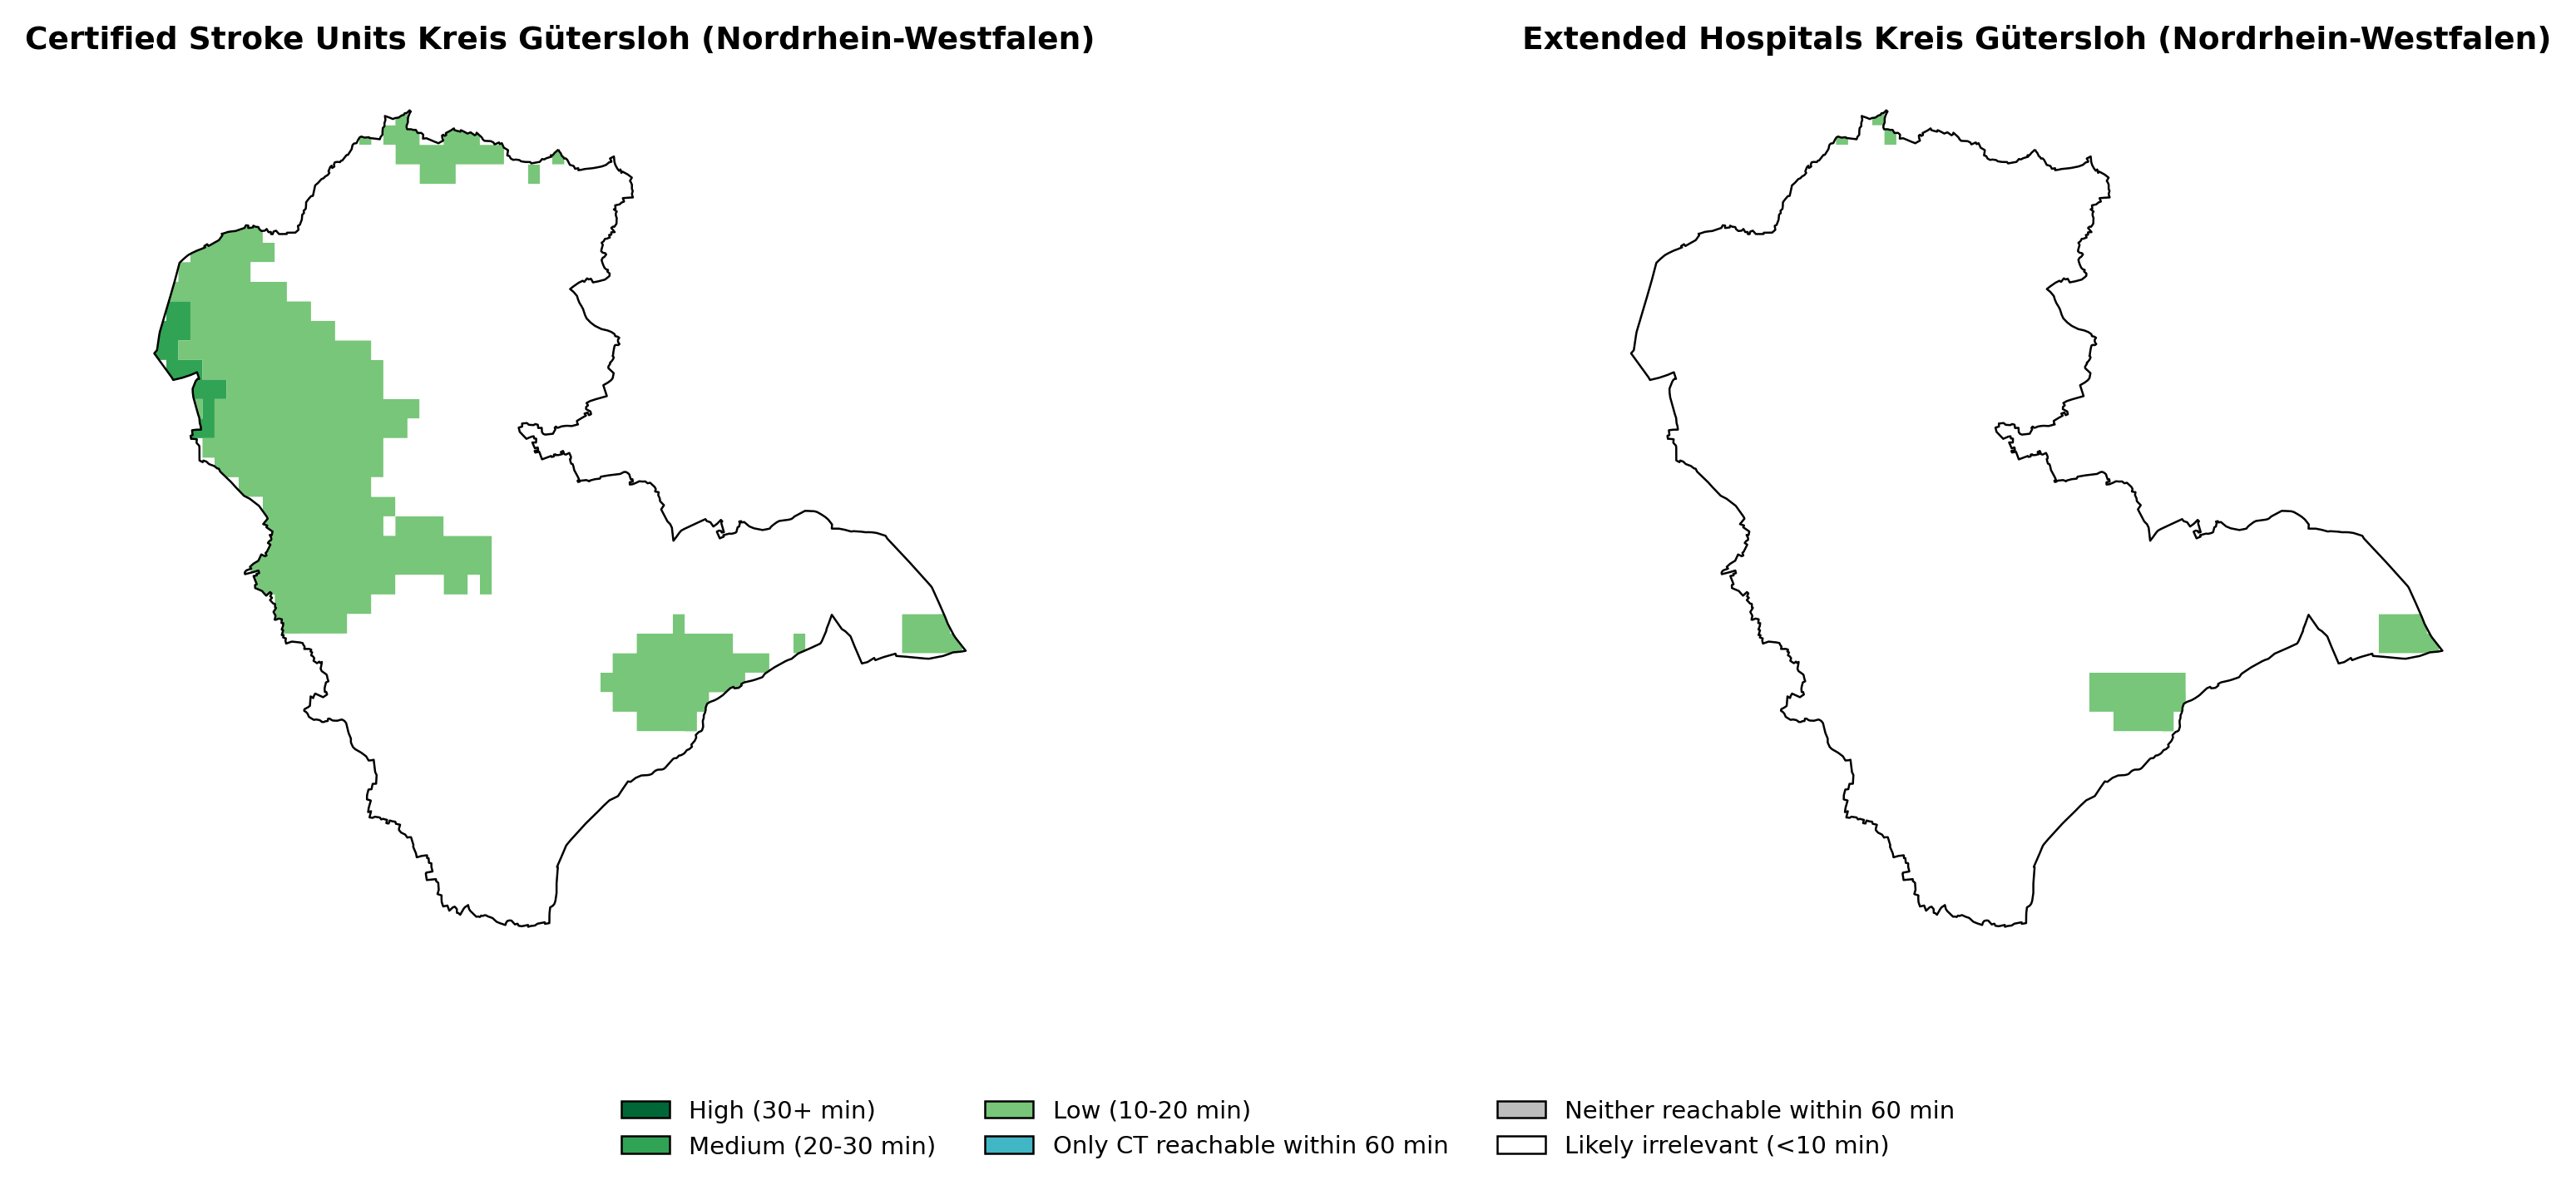 Certified Stroke Units Kreis Gütersloh (Nordrhein-Westfalen)
Extended Hospitals Kreis Gütersloh (Nordrhein-Westfalen)
High (30+ min)
Medium (20-30 min)
Low (10-20 min)
Only CT reachable within 60 min
Neither reachable within 60 min
Likely irrelevant (<10 min)